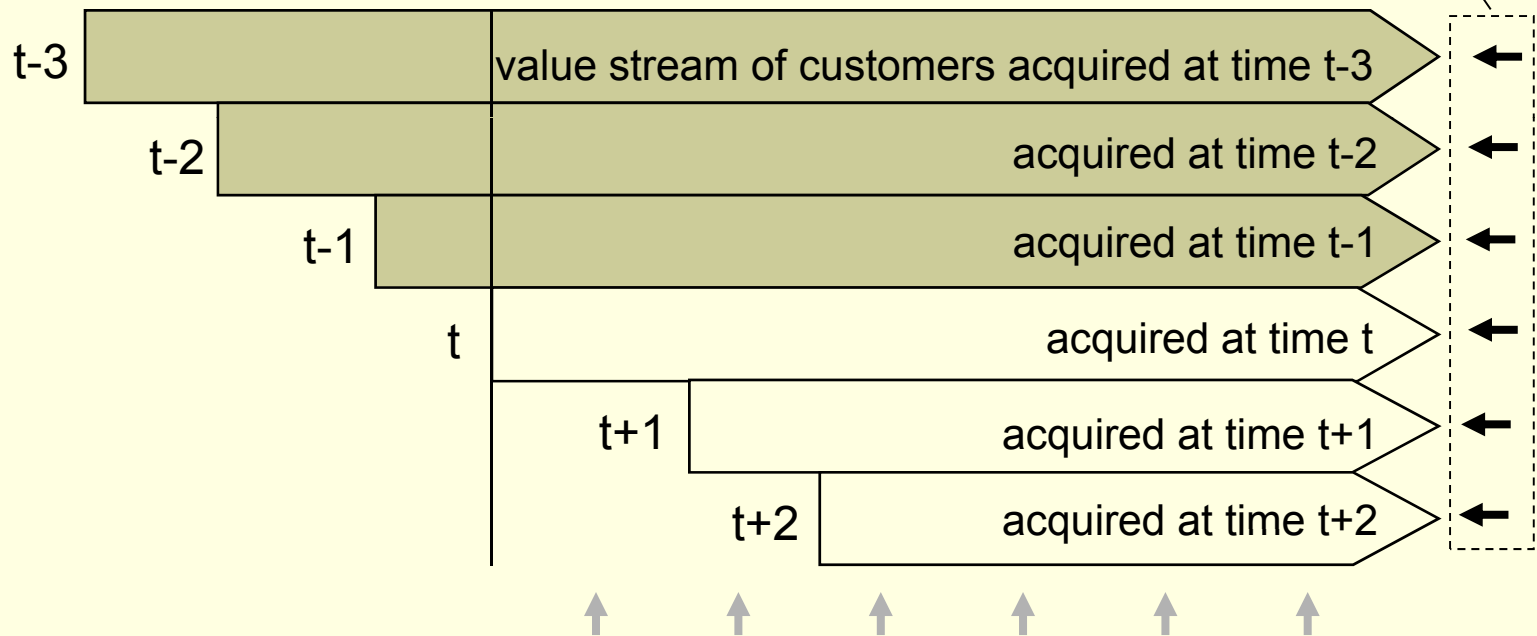 t-3 value stream of customers acquired at time t-3
t-2 acquired at time t-2
t-1 acquired at time t-1
t acquired at time t
t+1 acquired at time t+1
t+2 acquired at time t+2